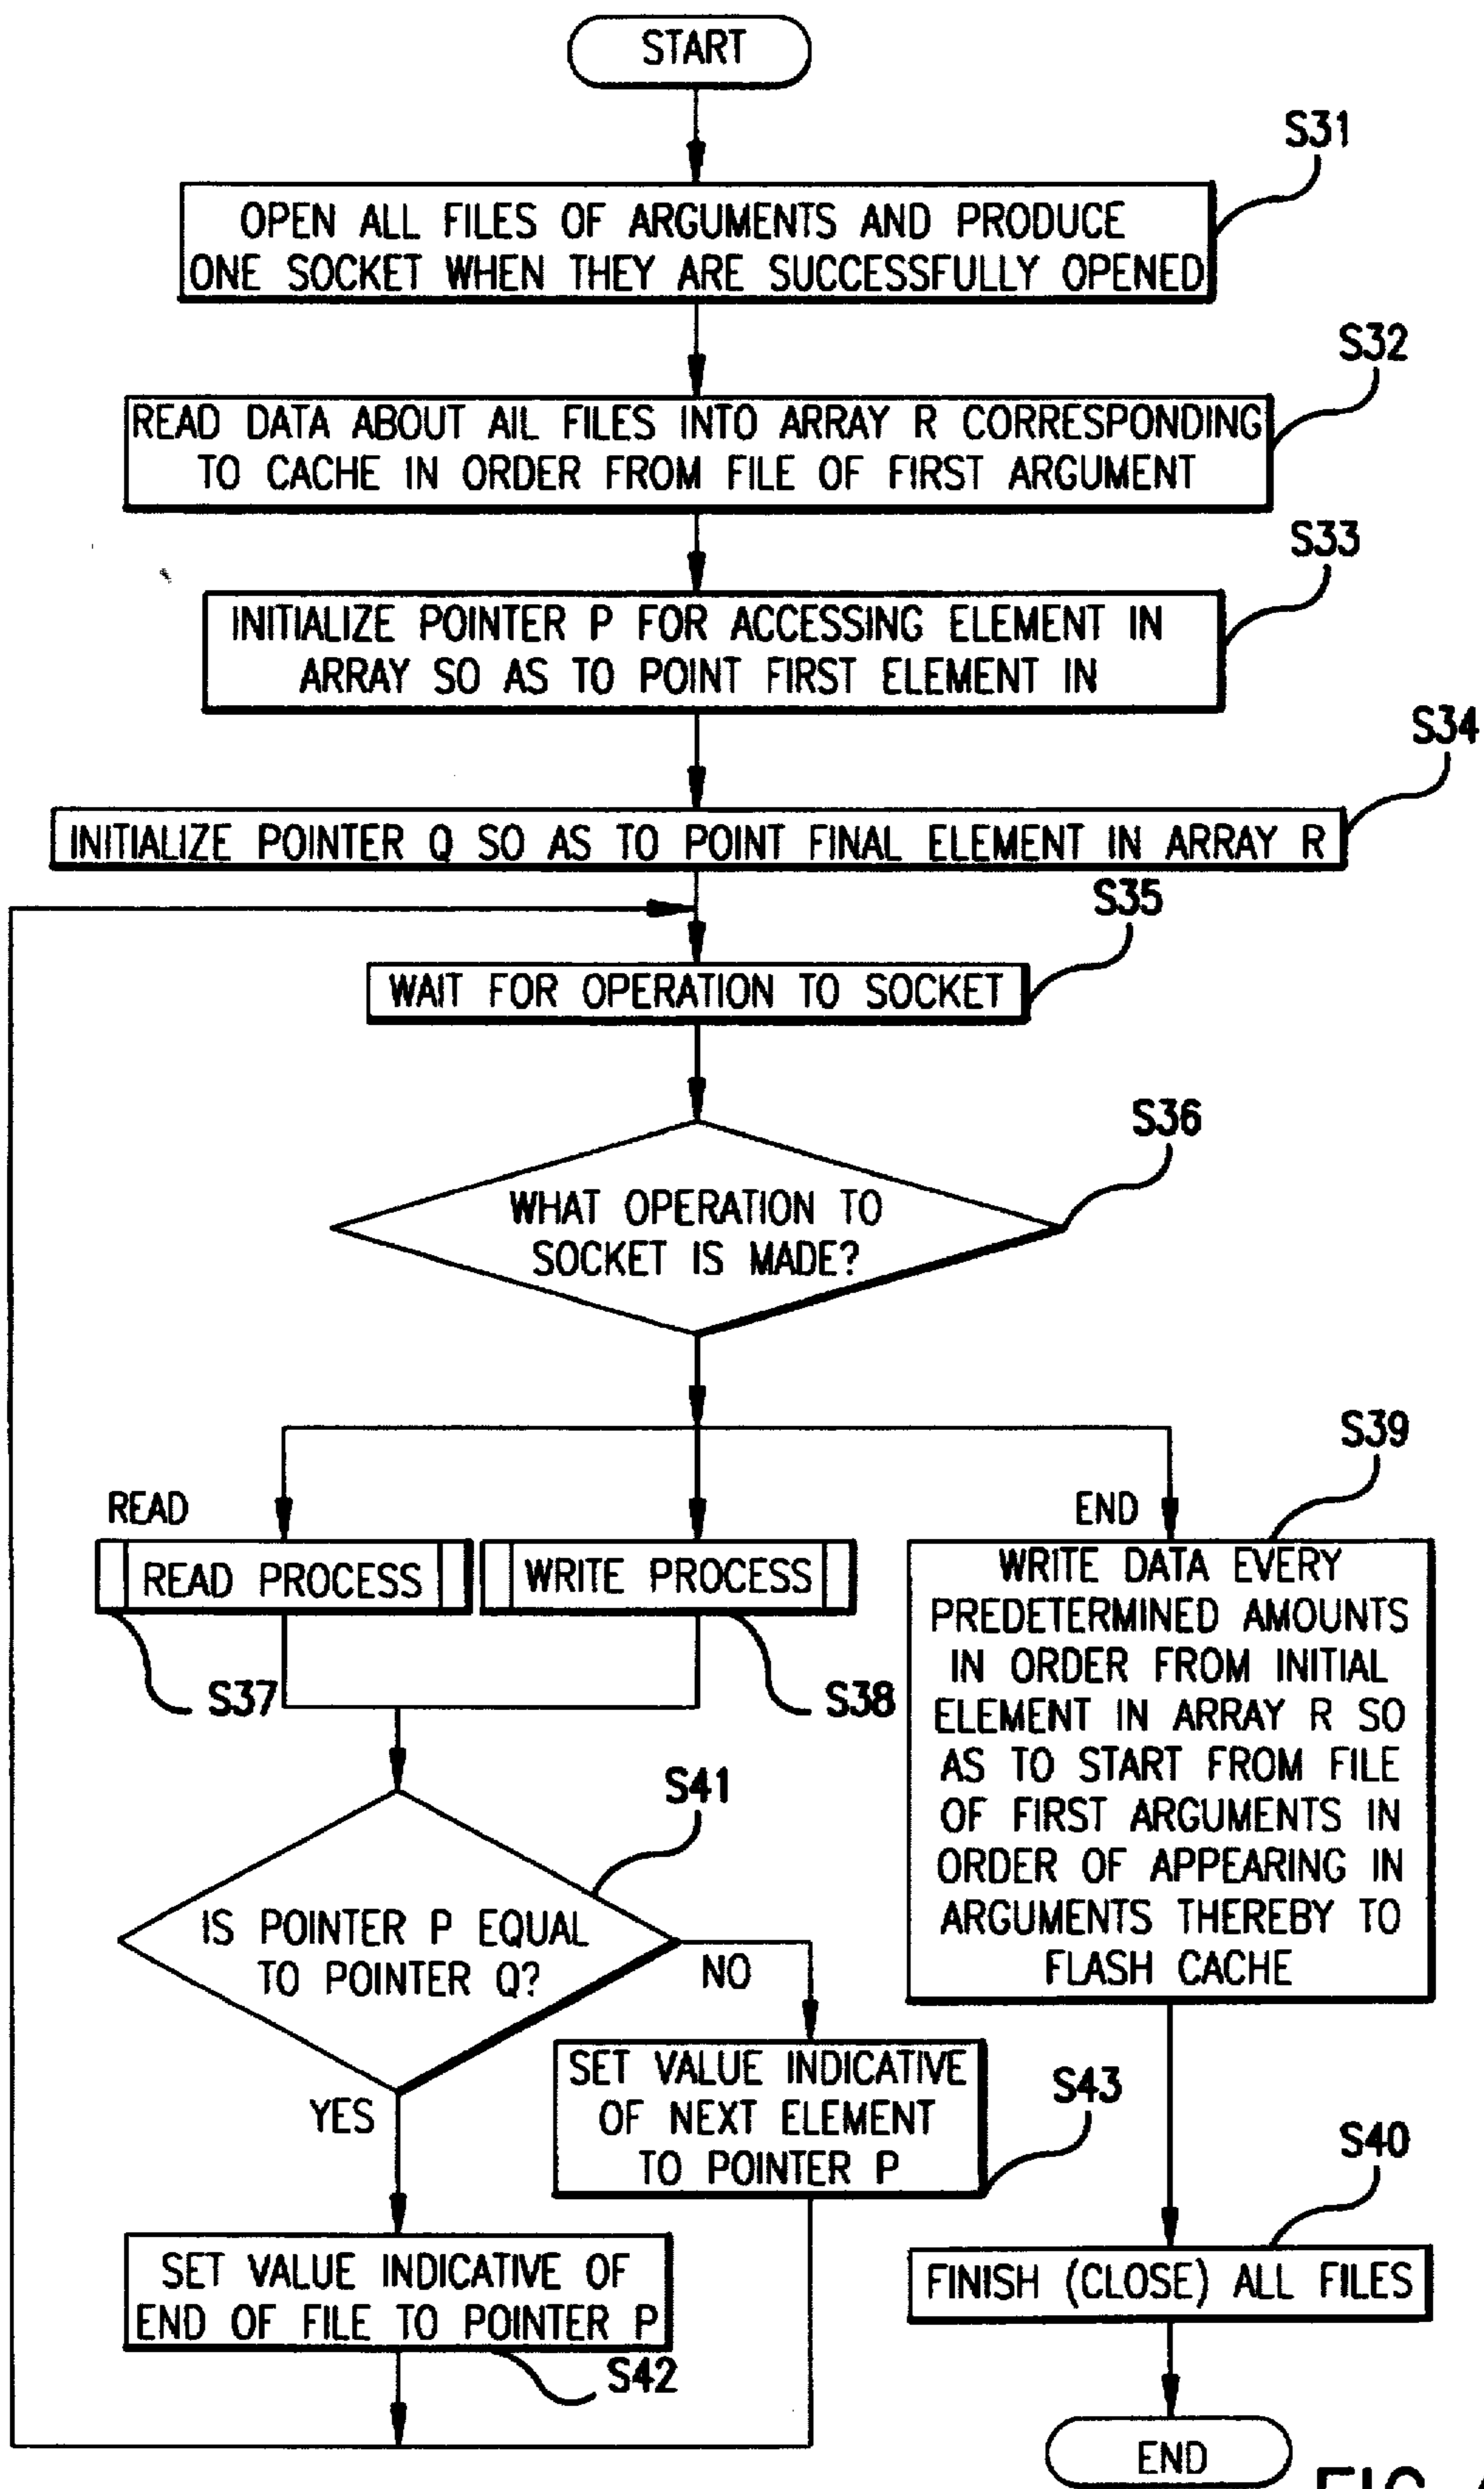 START
S31
OPEN ALL FILES OF ARGUMENTS AND PRODUCE
ONE SOCKET WHEN THEY ARE SUCCESSFULLY OPENED
S32
READ DATA ABOUT AIL FILES INTO ARRAY R CORRESPONDING
TO CACHE IN ORDER FROM FILE OF FIRST ARGUMENT
S33
INITIALIZE POINTER P FOR ACCESSING ELEMENT IN
ARRAY SO AS TO POINT FIRST ELEMENT IN
S34
INITIALIZE POINTER Q SO AS TO POINT FINAL ELEMENT IN ARRAY R
S35
WAIT FOR OPERATION TO SOCKET
S36
WHAT OPERATION TO
SOCKET IS MADE?
READ
READ PROCESS
S37
WRITE PROCESS
S38
END
S39
WRITE DATA EVERY
PREDETERMINED AMOUNTS
IN ORDER FROM INITIAL
ELEMENT IN ARRAY R SO
AS TO START FROM FILE
OF FIRST ARGUMENTS IN
ORDER OF APPEARING IN
ARGUMENTS THEREBY TO
FLASH CACHE
S41
IS POINTER P EQUAL
TO POINTER Q?
NO
YES
SET VALUE INDICATIVE
OF NEXT ELEMENT
TO POINTER P
S43
SET VALUE INDICATIVE OF
END OF FILE TO POINTER P
S42
S40
FINISH (CLOSE) ALL FILES
END